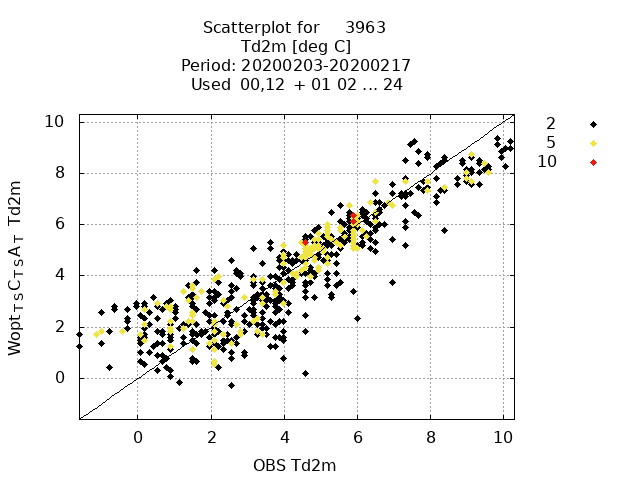 Scatterplot for 3963
Td2m [deg C]
Period: 20200203-20200217
Used 00,12 + 01 02 ... 24
2
5
10
10
8
6
4
2
0
0 2 4 6 8 10
OBS Td2m
Wopt T S C T S A T Td2m